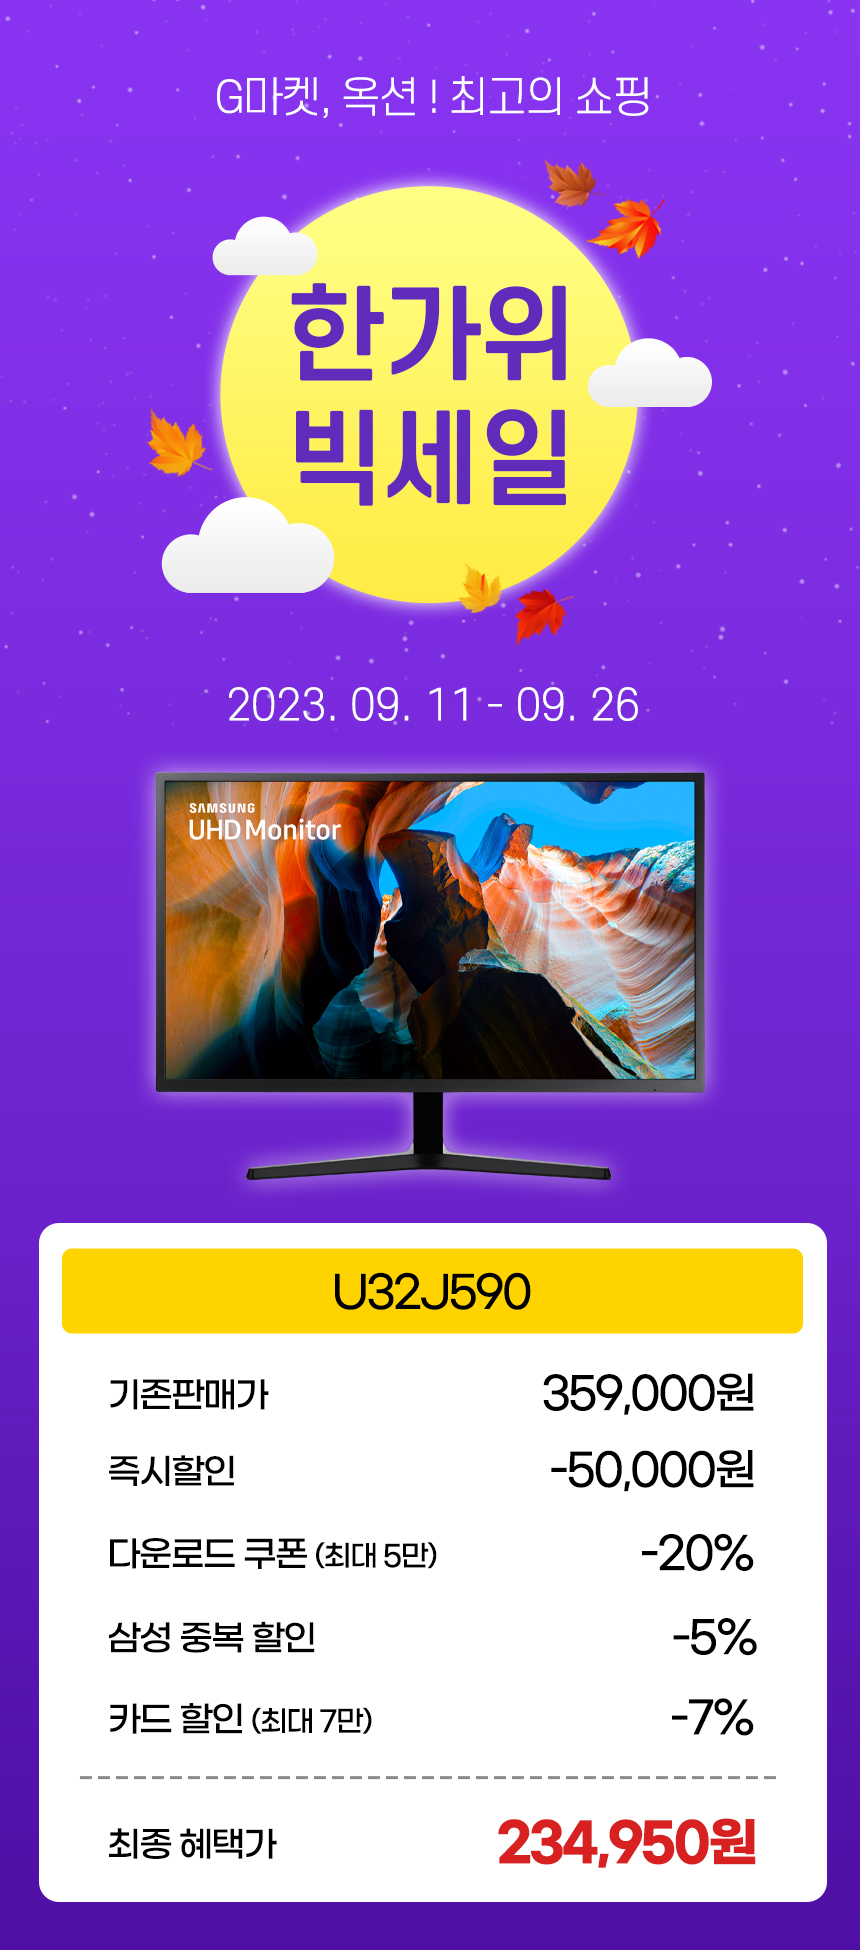 G마켓, 옥션 ! 최고의 쇼핑
한가위
빅세일
2023. 09. 11 - 09. 26
SAMSUNG
UHD Monitor
U32J590
기존판매가 359,000원
즉시할인 -50,000원
다운로드 쿠폰 (최대 5만) -20%
삼성 중복 할인 -5%
카드 할인 (최대 7만) -7%
최종 혜택가 234,950원